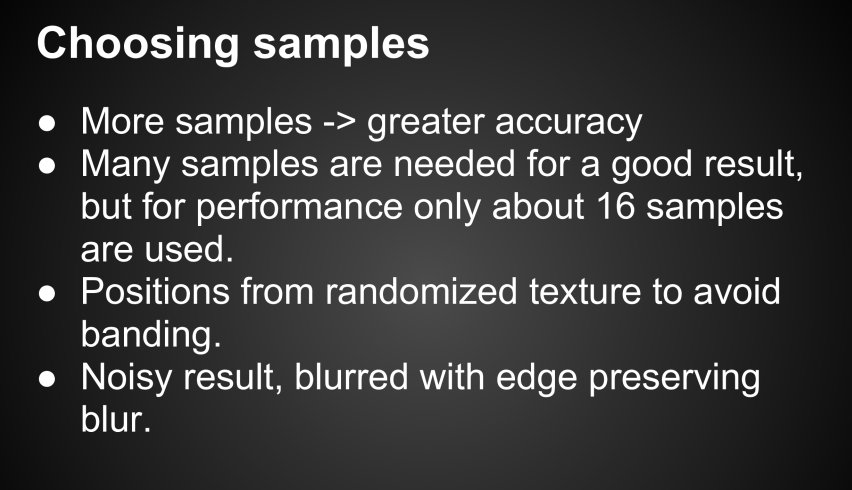 Choosing samples
● More samples -> greater accuracy
● Many samples are needed for a good result,
but for performance only about 16 samples
are used.
● Positions from randomized texture to avoid
banding.
● Noisy result, blurred with edge preserving
blur.